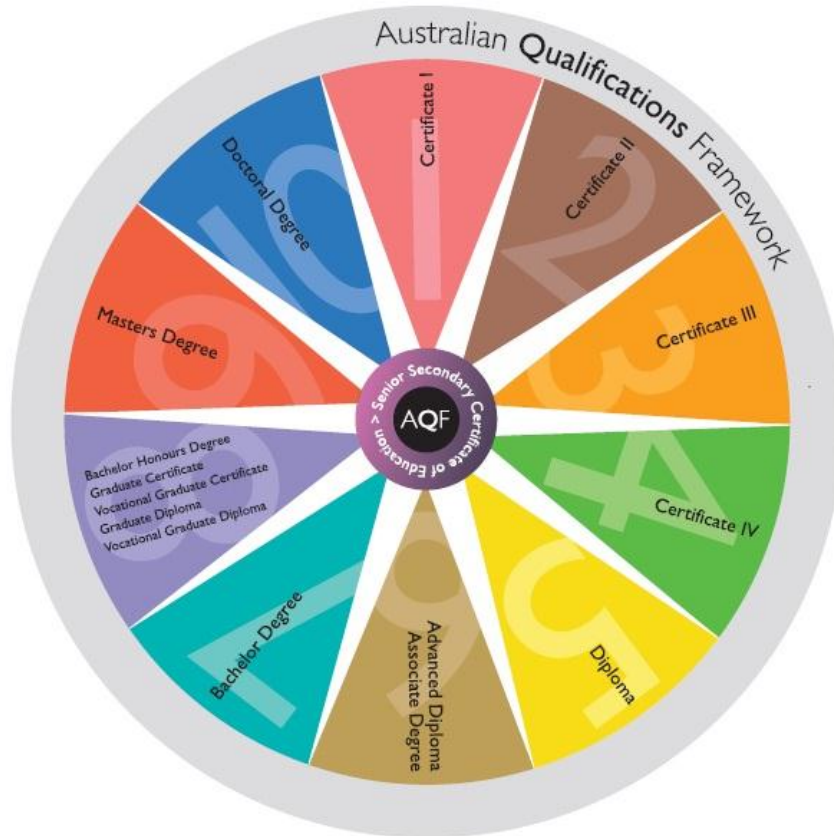 Australian Qualifications Framework
1
Certificate I
2
Certificate II
3
Certificate III
4
Certificate IV
5
Diploma
6
Advanced Diploma
Associate Degree
7
Bachelor Degree
8
Bachelor Honours Degree
Graduate Certificate
Vocational Graduate Certificate
Graduate Diploma
Vocational Graduate Diploma
9
Masters Degree
10
Doctoral Degree
Senior Secondary Certificate of Education >
AQF